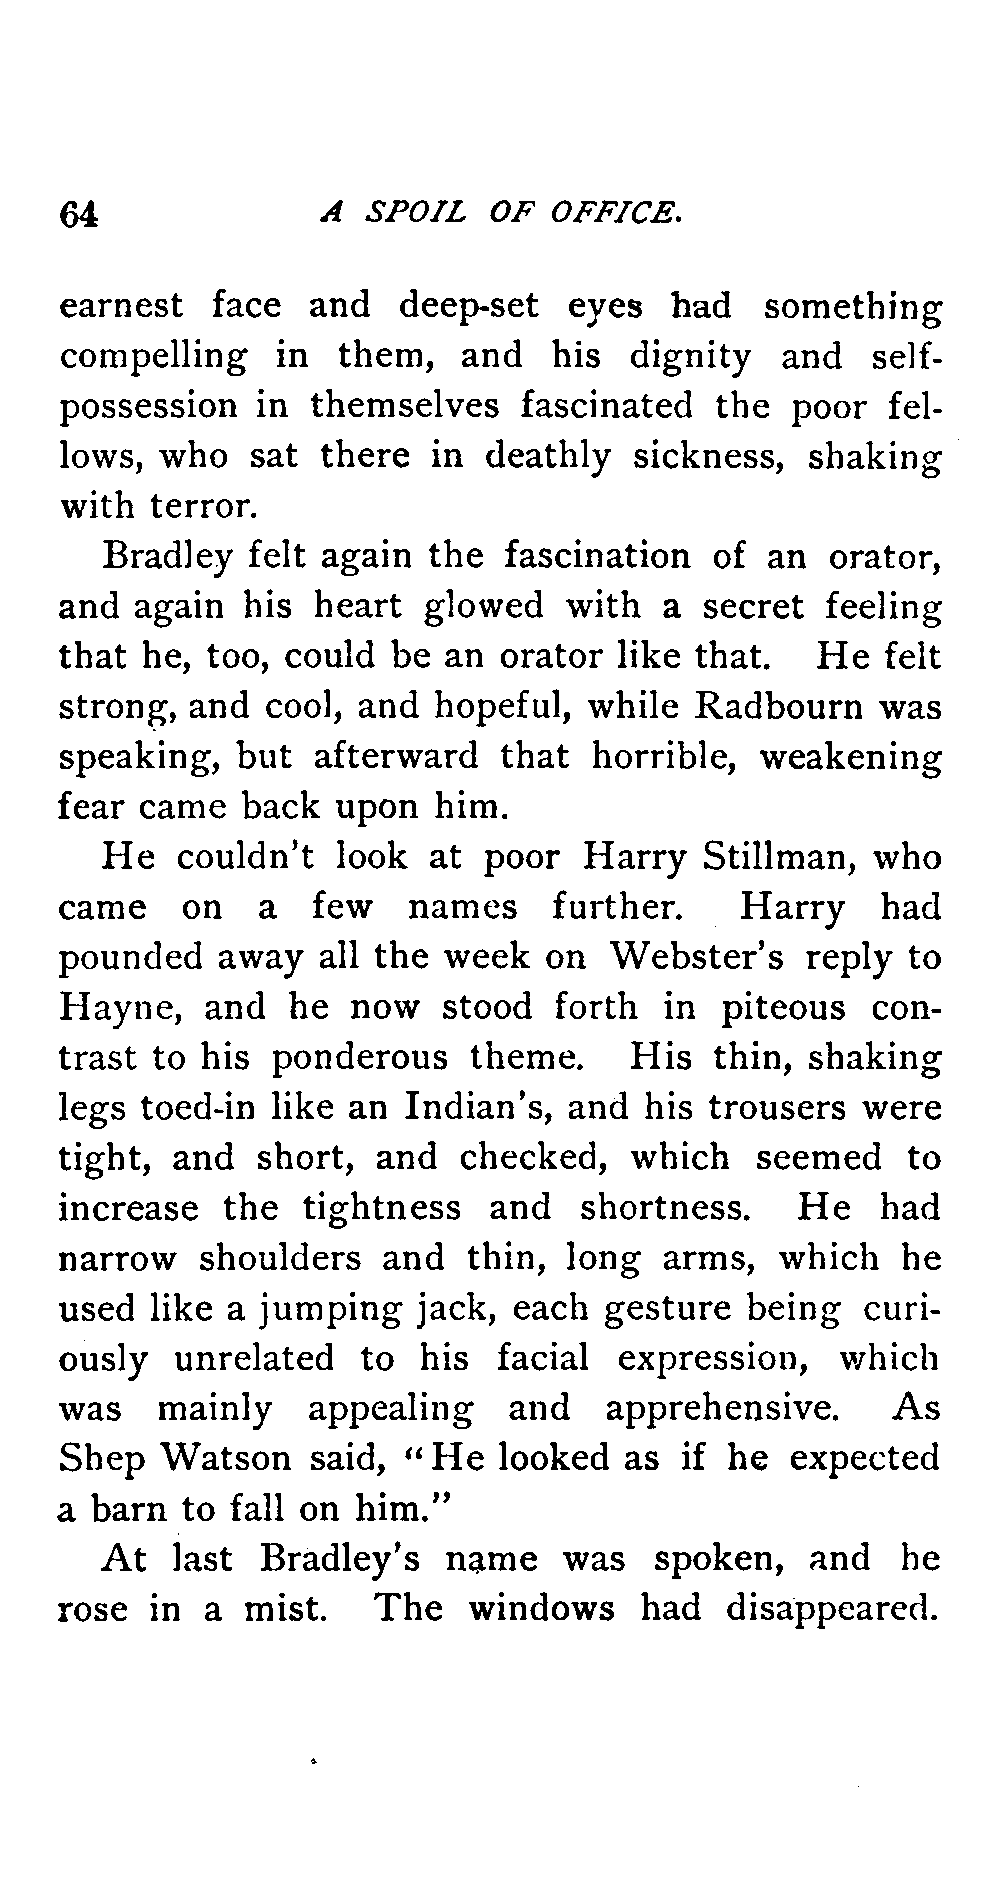 64 A SPOIL OF OFFICE.
earnest face and deep-set eyes had something
compelling in them, and his dignity and self-
possession in themselves fascinated the poor fel-
lows, who sat there in deathly sickness, shaking
with terror.
Bradley felt again the fascination of an orator,
and again his heart glowed with a secret feeling
that he, too, could be an orator like that. He felt
strong, and cool, and hopeful, while Radbourn was
speaking, but afterward that horrible, weakening
fear came back upon him.
He couldn't look at poor Harry Stillman, who
came on a few names further. Harry had
pounded away all the week on Webster's reply to
Hayne, and he now stood forth in piteous con-
trast to his ponderous theme. His thin, shaking
legs toed-in like an Indian's, and his trousers were
tight, and short, and checked, which seemed to
increase the tightness and shortness. He had
narrow shoulders and thin, long arms, which he
used like a jumping jack, each gesture being curi-
ously unrelated to his facial expression, which
was mainly appealing and apprehensive. As
Shep Watson said, "He looked as if he expected
a barn to fall on him."
At last Bradley's name was spoken, and he
rose in a mist. The windows had disappeared.